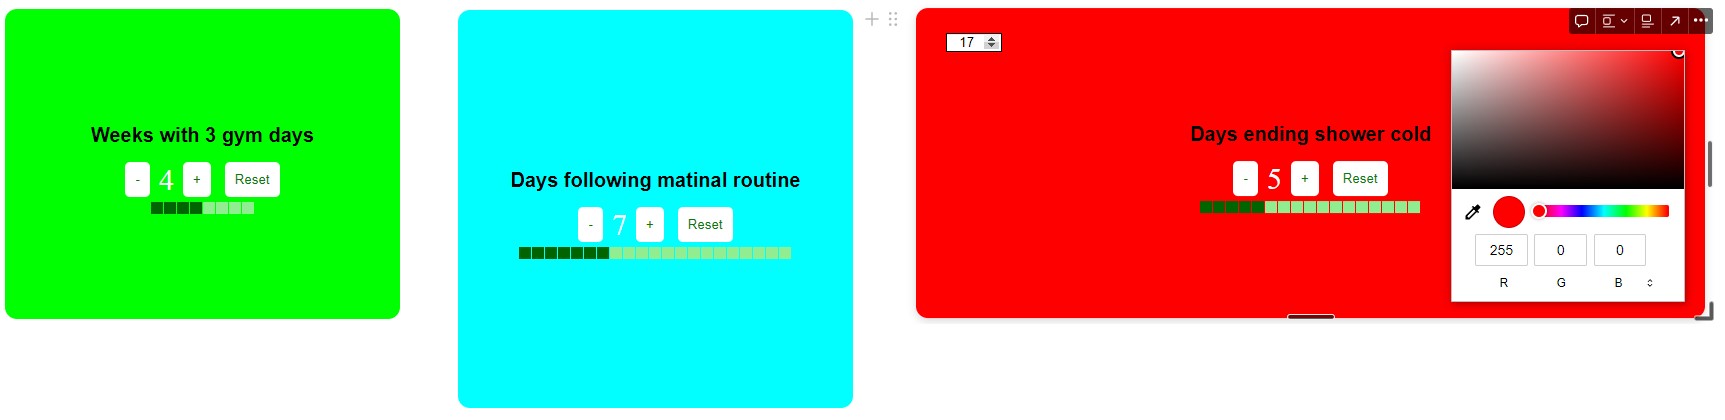 Weeks with 3 gym days
- 4 + Reset
Days following matinal routine
- 7 + Reset
17
Days ending shower cold
- 5 + Reset
255 0 0
R G B